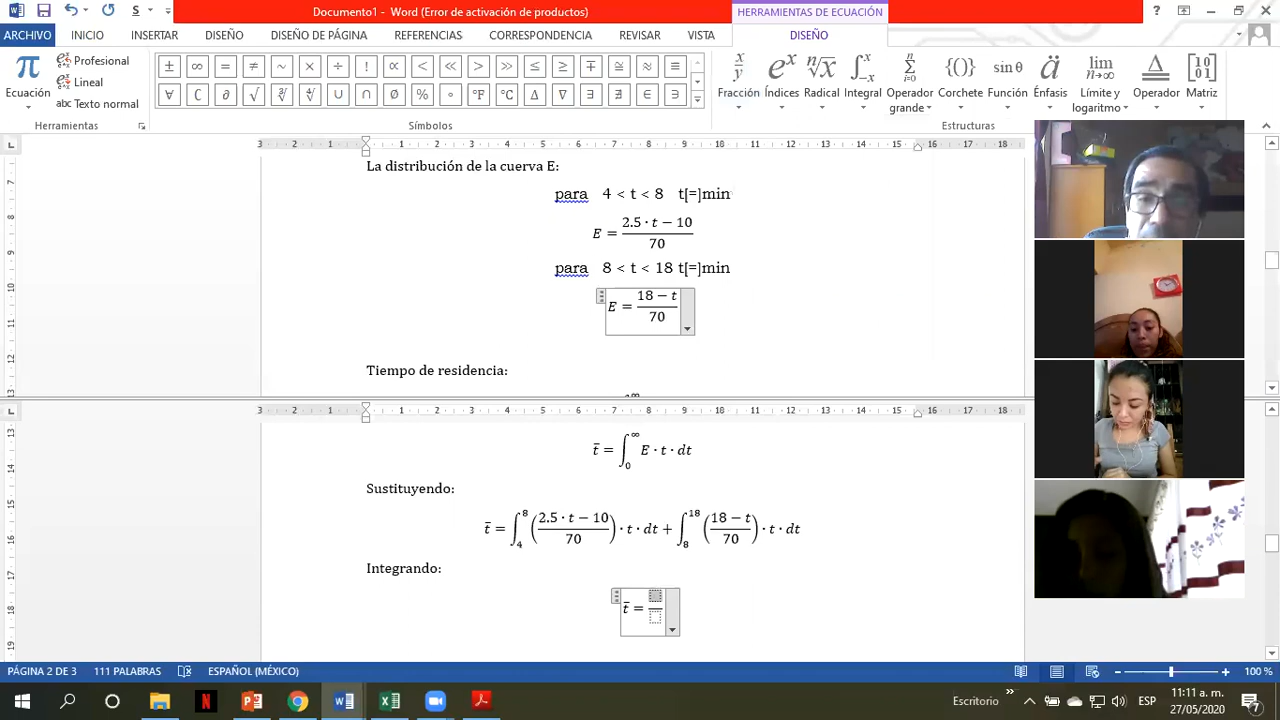 Documento1 - Word (Error de activación de productos)
HERRAMIENTAS DE ECUACIÓN
ARCHIVO INICIO INSERTAR DISEÑO DISEÑO DE PÁGINA REFERENCIAS CORRESPONDENCIA REVISAR VISTA DISEÑO
π Ecuación
Profesional
Lineal
abc Texto normal
Herramientas
± ∞ = ≠ ~ × ÷ ! ∝ < ≪ > ≫ ≤ ≥ ∓ ≅ ≈ ≡
∀ ∁ ∂ √ ∛ ∜ ∪ ∩ ∅ % ° °F °C Δ ∇ ∃ ∄ ∈ ∋
Símbolos
Fracción Índices Radical Integral Operador grande Corchete Función Énfasis Límite y logaritmo Operador Matriz
Estructuras
La distribución de la cuerva E:
para 4 < t < 8 t[=]min
E = (2.5 · t − 10)/70
para 8 < t < 18 t[=]min
E = (18 − t)/70
Tiempo de residencia:
t̄ = ∫₀^∞ E · t · dt
Sustituyendo:
t̄ = ∫₄^8 ((2.5 · t − 10)/70) · t · dt + ∫₈^18 ((18 − t)/70) · t · dt
Integrando:
t̄ =
PÁGINA 2 DE 3 111 PALABRAS ESPAÑOL (MÉXICO) 100 %
Escritorio » ESP 11:11 a. m.
27/05/2020 7